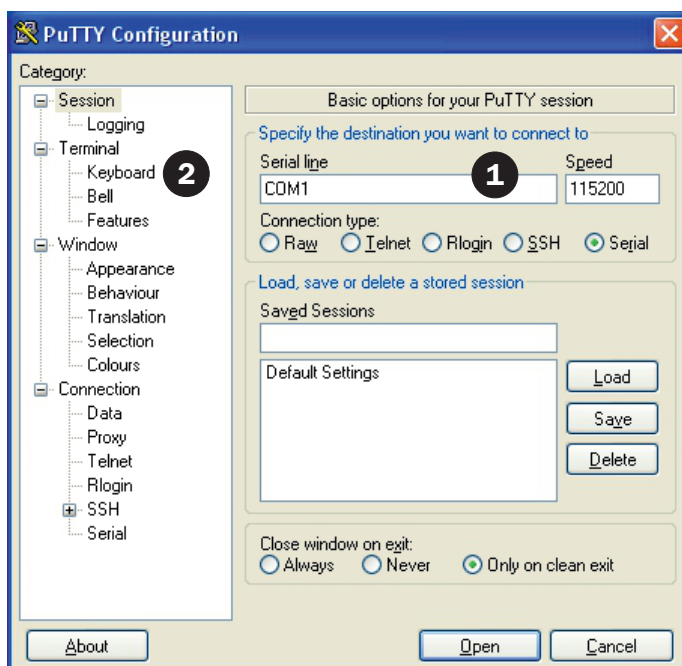 PuTTY Configuration
Category:
Session
Logging
Terminal
Keyboard
Bell
Features
Window
Appearance
Behaviour
Translation
Selection
Colours
Connection
Data
Proxy
Telnet
Rlogin
SSH
Serial
2
Basic options for your PuTTY session
Specify the destination you want to connect to
Serial line Speed
1
COM1 115200
Connection type:
Raw Telnet Rlogin SSH Serial
Load, save or delete a stored session
Saved Sessions
Default Settings
Load
Save
Delete
Close window on exit:
Always Never Only on clean exit
About Open Cancel